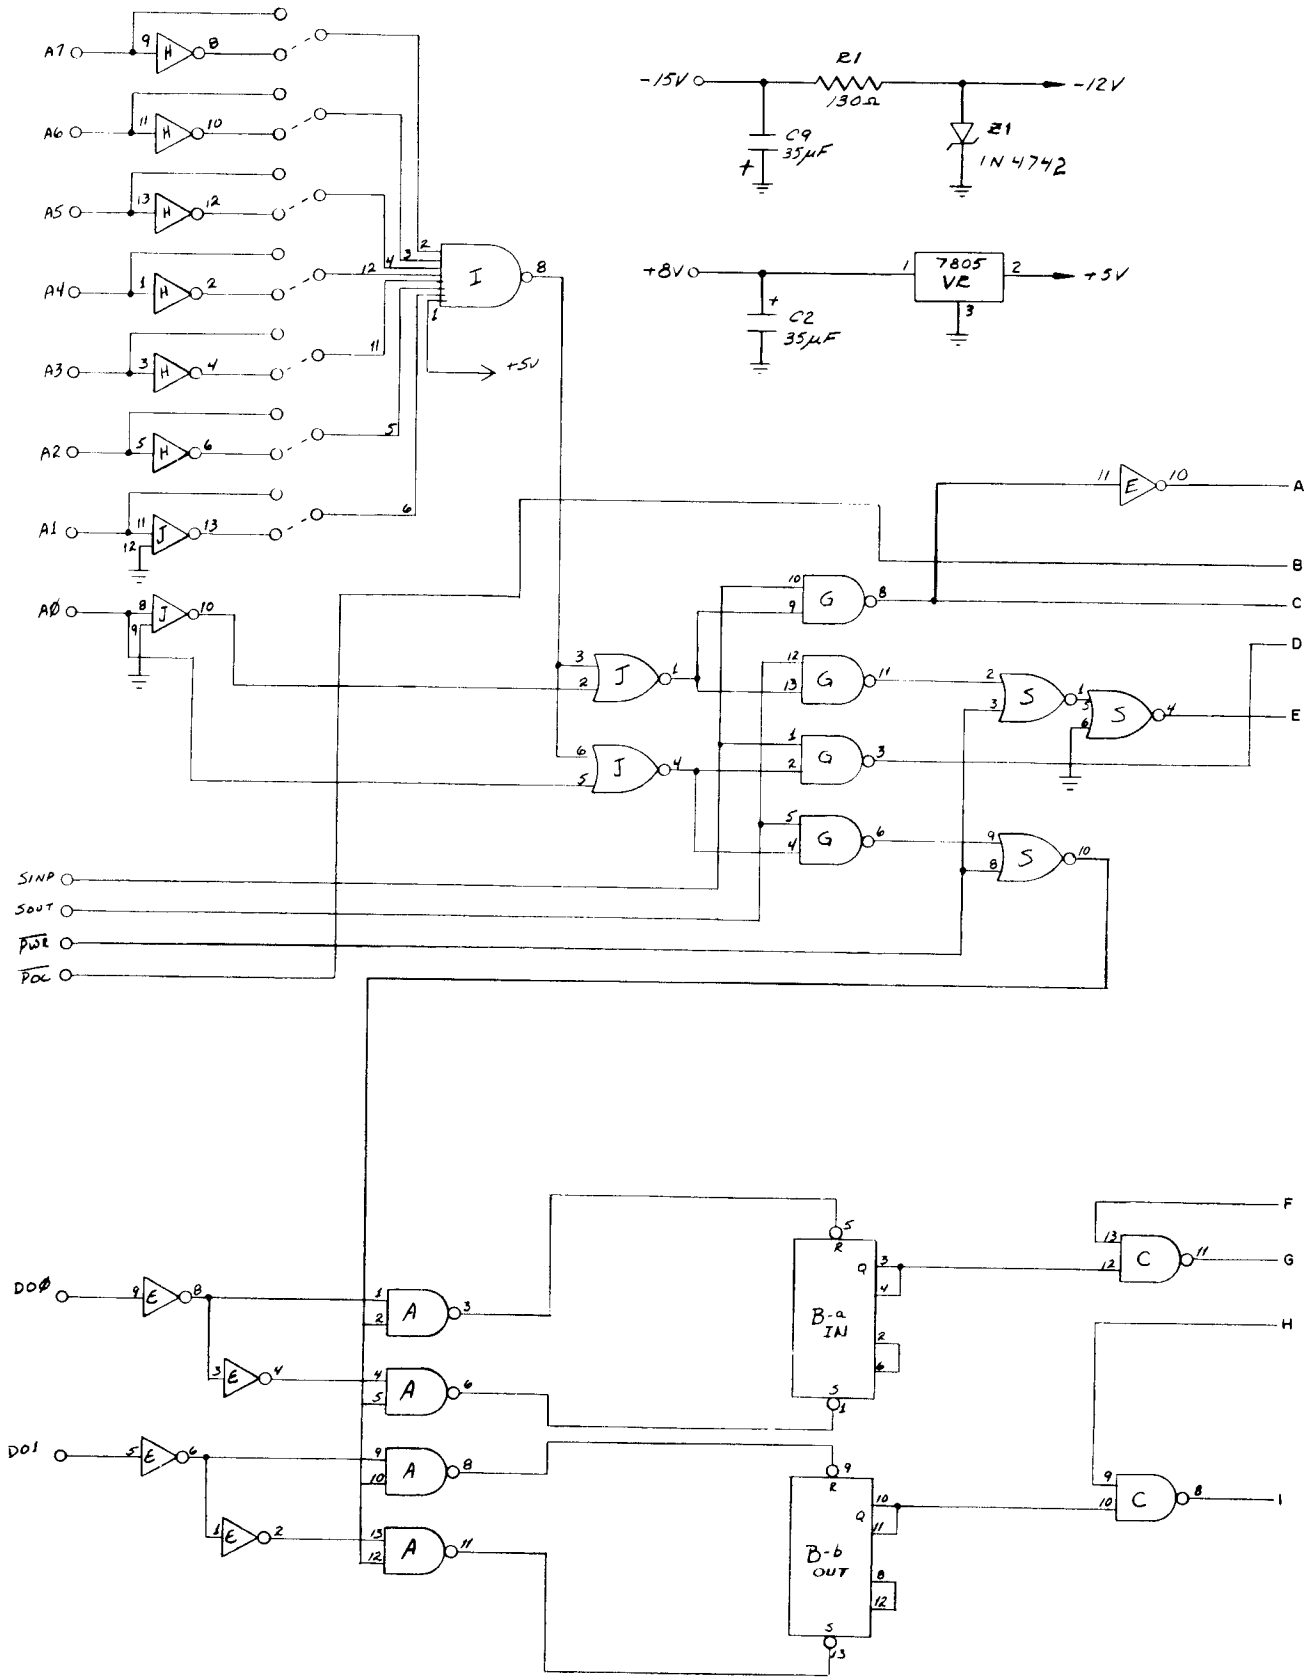 A7 9 H 8
A6 11 H 10
A5 13 H 12
A4 1 H 2
A3 3 H 4
A2 5 H 6
A1 11 12 J 13
AØ 8 9 J 10
2 3 4 12 11 5 6 1 I 8
+5V
-15V R1 130Ω -12V
C9 35µF +
Z1 1N4742
+8V 1 7805 VR 2 3 +5V
+ C2 35µF
11 E 10 A
B
10 9 G 8 C
D
3 2 J 1
12 13 G 11
2 3 S 1
5 6 S 4 E
6 5 J 4
1 2 G 3
5 4 G 6
9 8 S 10
SINP
SOUT
PWR
POC
F
13 12 C 11 G
H
9 10 C 8 I
DOØ 9 E 8
3 E 4
DO1 5 E 6
1 E 2
1 2 A 3
4 5 A 6
9 10 A 8
13 12 A 11
5 R Q 3 4
B-a IN
2 6
S 1
9 R Q 10 11
B-b OUT
8 12
S 13